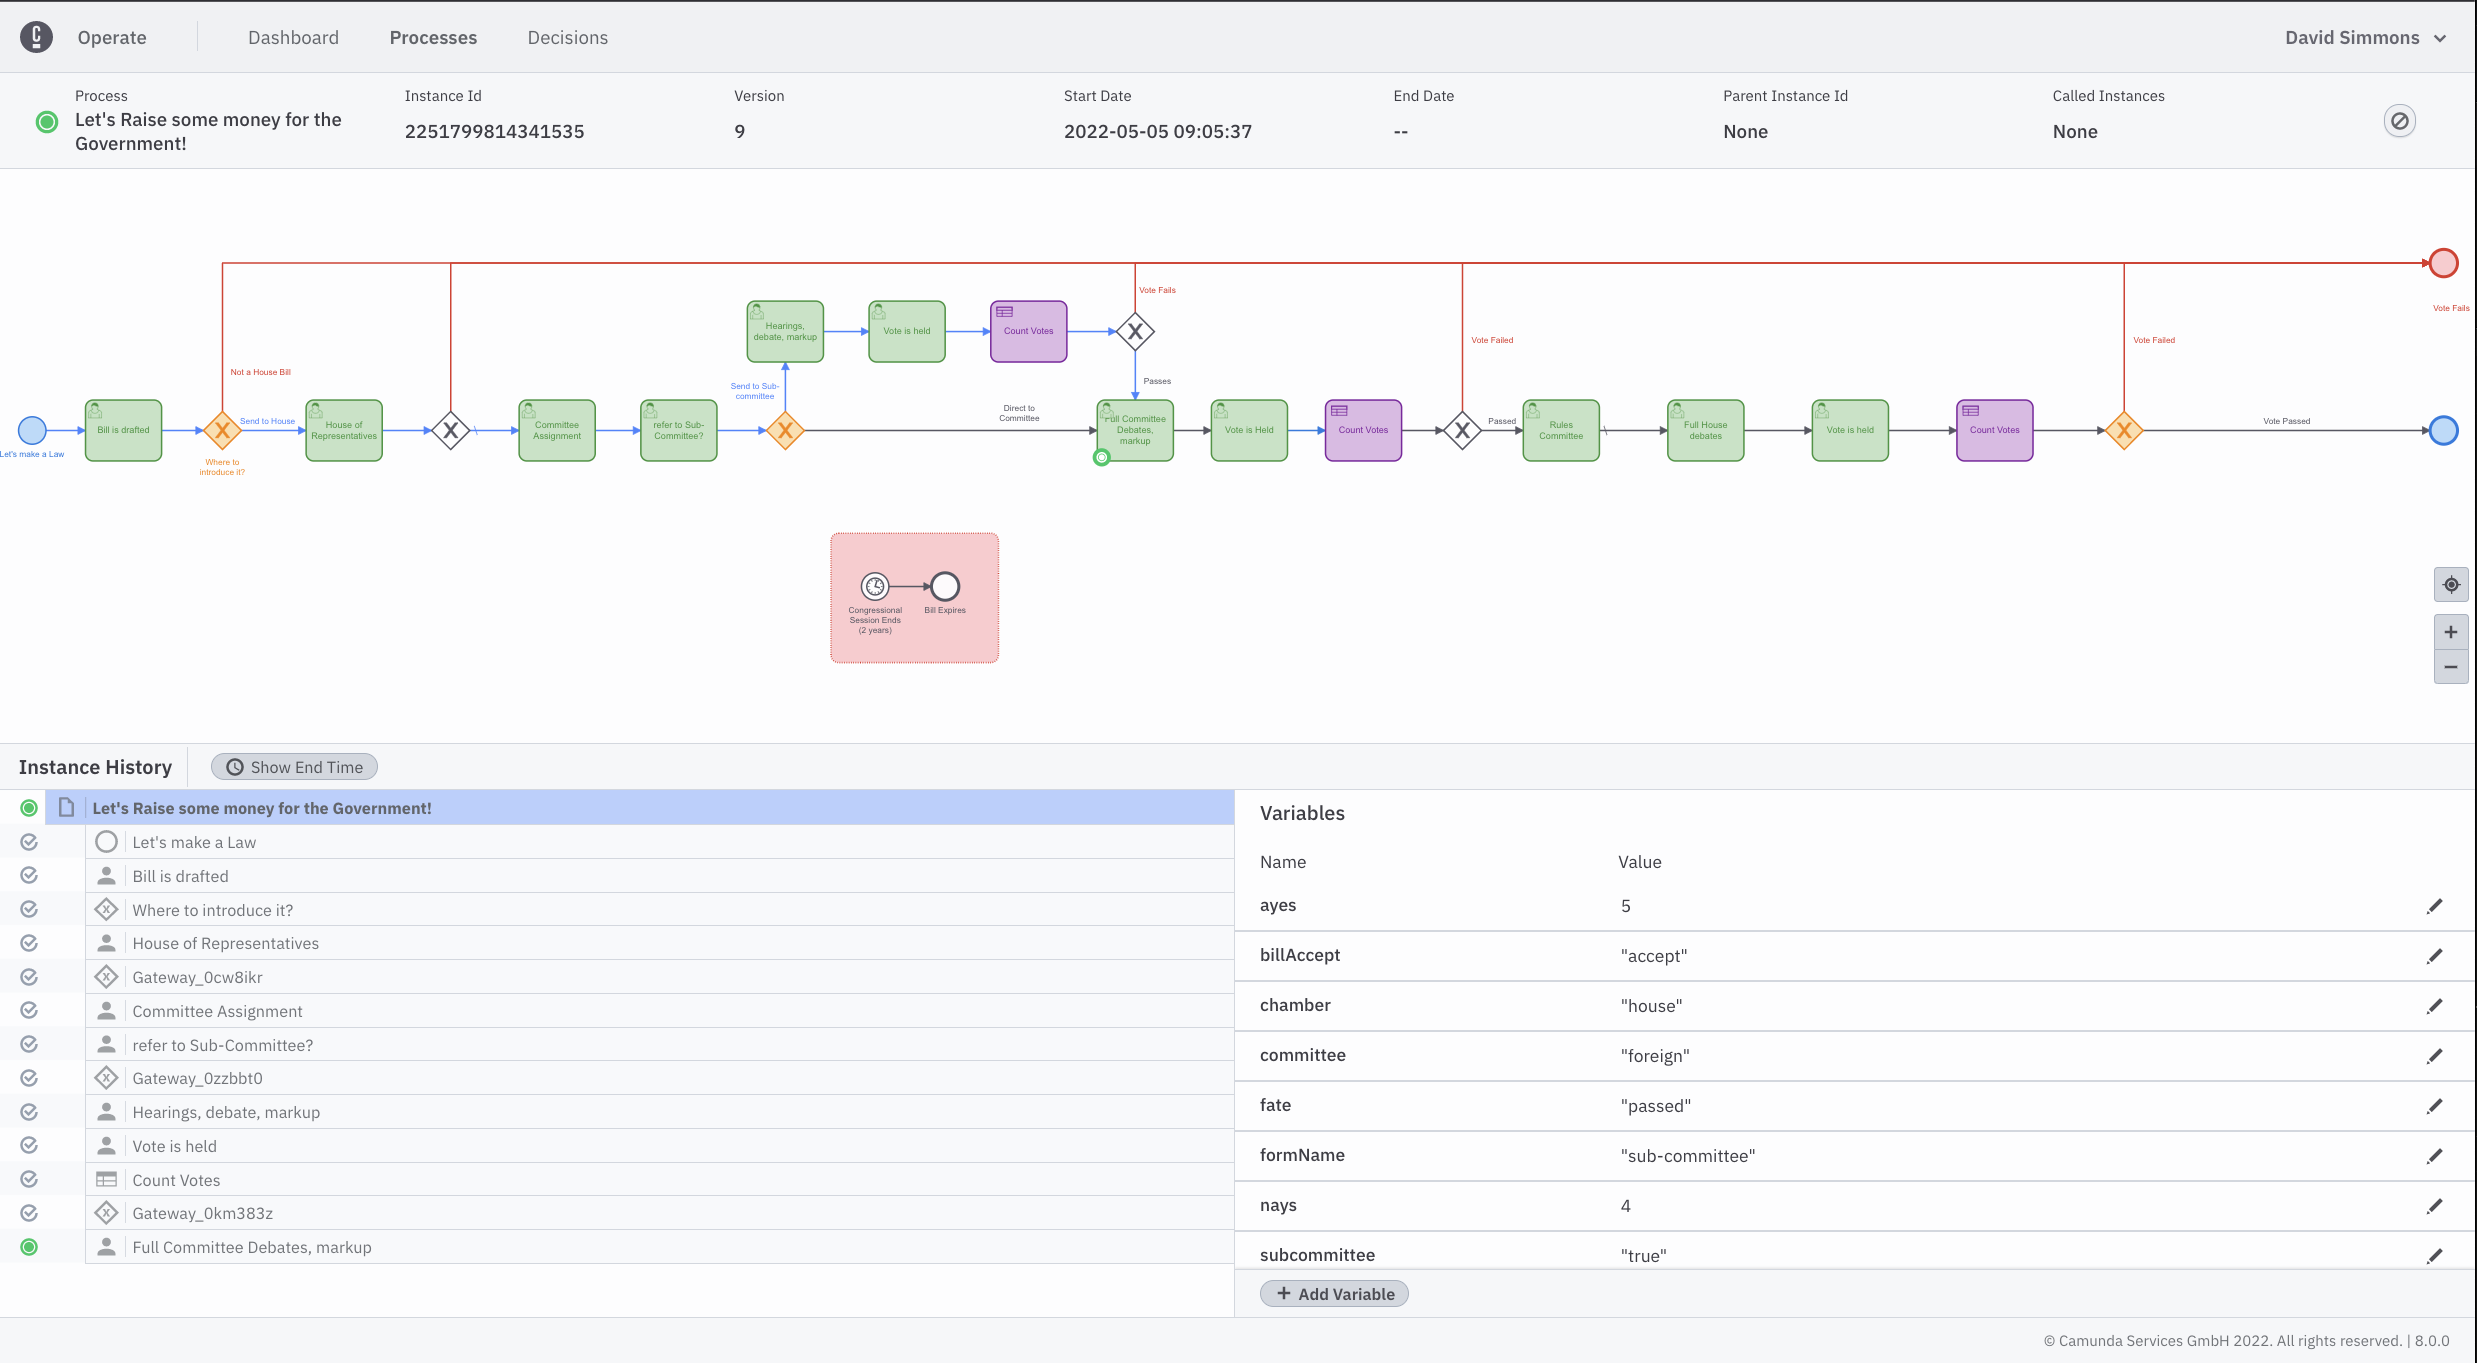 Operate
Dashboard
Processes
Decisions
David Simmons
Process
Let's Raise some money for the
Government!
Instance Id
2251799814341535
Version
9
Start Date
2022-05-05 09:05:37
End Date
--
Parent Instance Id
None
Called Instances
None
Vote Fails
Vote Fails
Hearings,
debate, markup
Vote is held
Count Votes
Vote Failed
Vote Failed
Not a House Bill
Send to Sub-
committee
Passes
Let's make a Law
Bill is drafted
Where to
introduce it?
Send to House
House of
Representatives
Committee
Assignment
refer to Sub-
Committee?
Direct to
Committee
Full Committee
Debates,
markup
Vote is Held
Count Votes
Passed
Rules
Committee
Full House
debates
Vote is held
Count Votes
Vote Passed
Congressional
Session Ends
(2 years)
Bill Expires
Instance History
Show End Time
Let's Raise some money for the Government!
Let's make a Law
Bill is drafted
Where to introduce it?
House of Representatives
Gateway_0cw8ikr
Committee Assignment
refer to Sub-Committee?
Gateway_0zzbbt0
Hearings, debate, markup
Vote is held
Count Votes
Gateway_0km383z
Full Committee Debates, markup
Variables
Name Value
ayes 5
billAccept "accept"
chamber "house"
committee "foreign"
fate "passed"
formName "sub-committee"
nays 4
subcommittee "true"
+ Add Variable
© Camunda Services GmbH 2022. All rights reserved. | 8.0.0